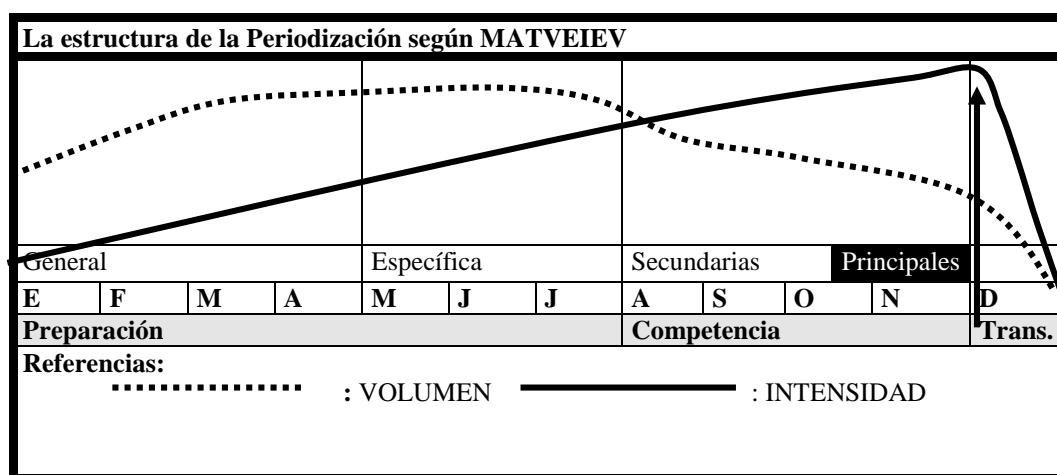 La estructura de la Periodización según MATVEIEV
General Específica Secundarias Principales
E F M A M J J A S O N D
Preparación Competencia Trans.
Referencias:
: VOLUMEN : INTENSIDAD